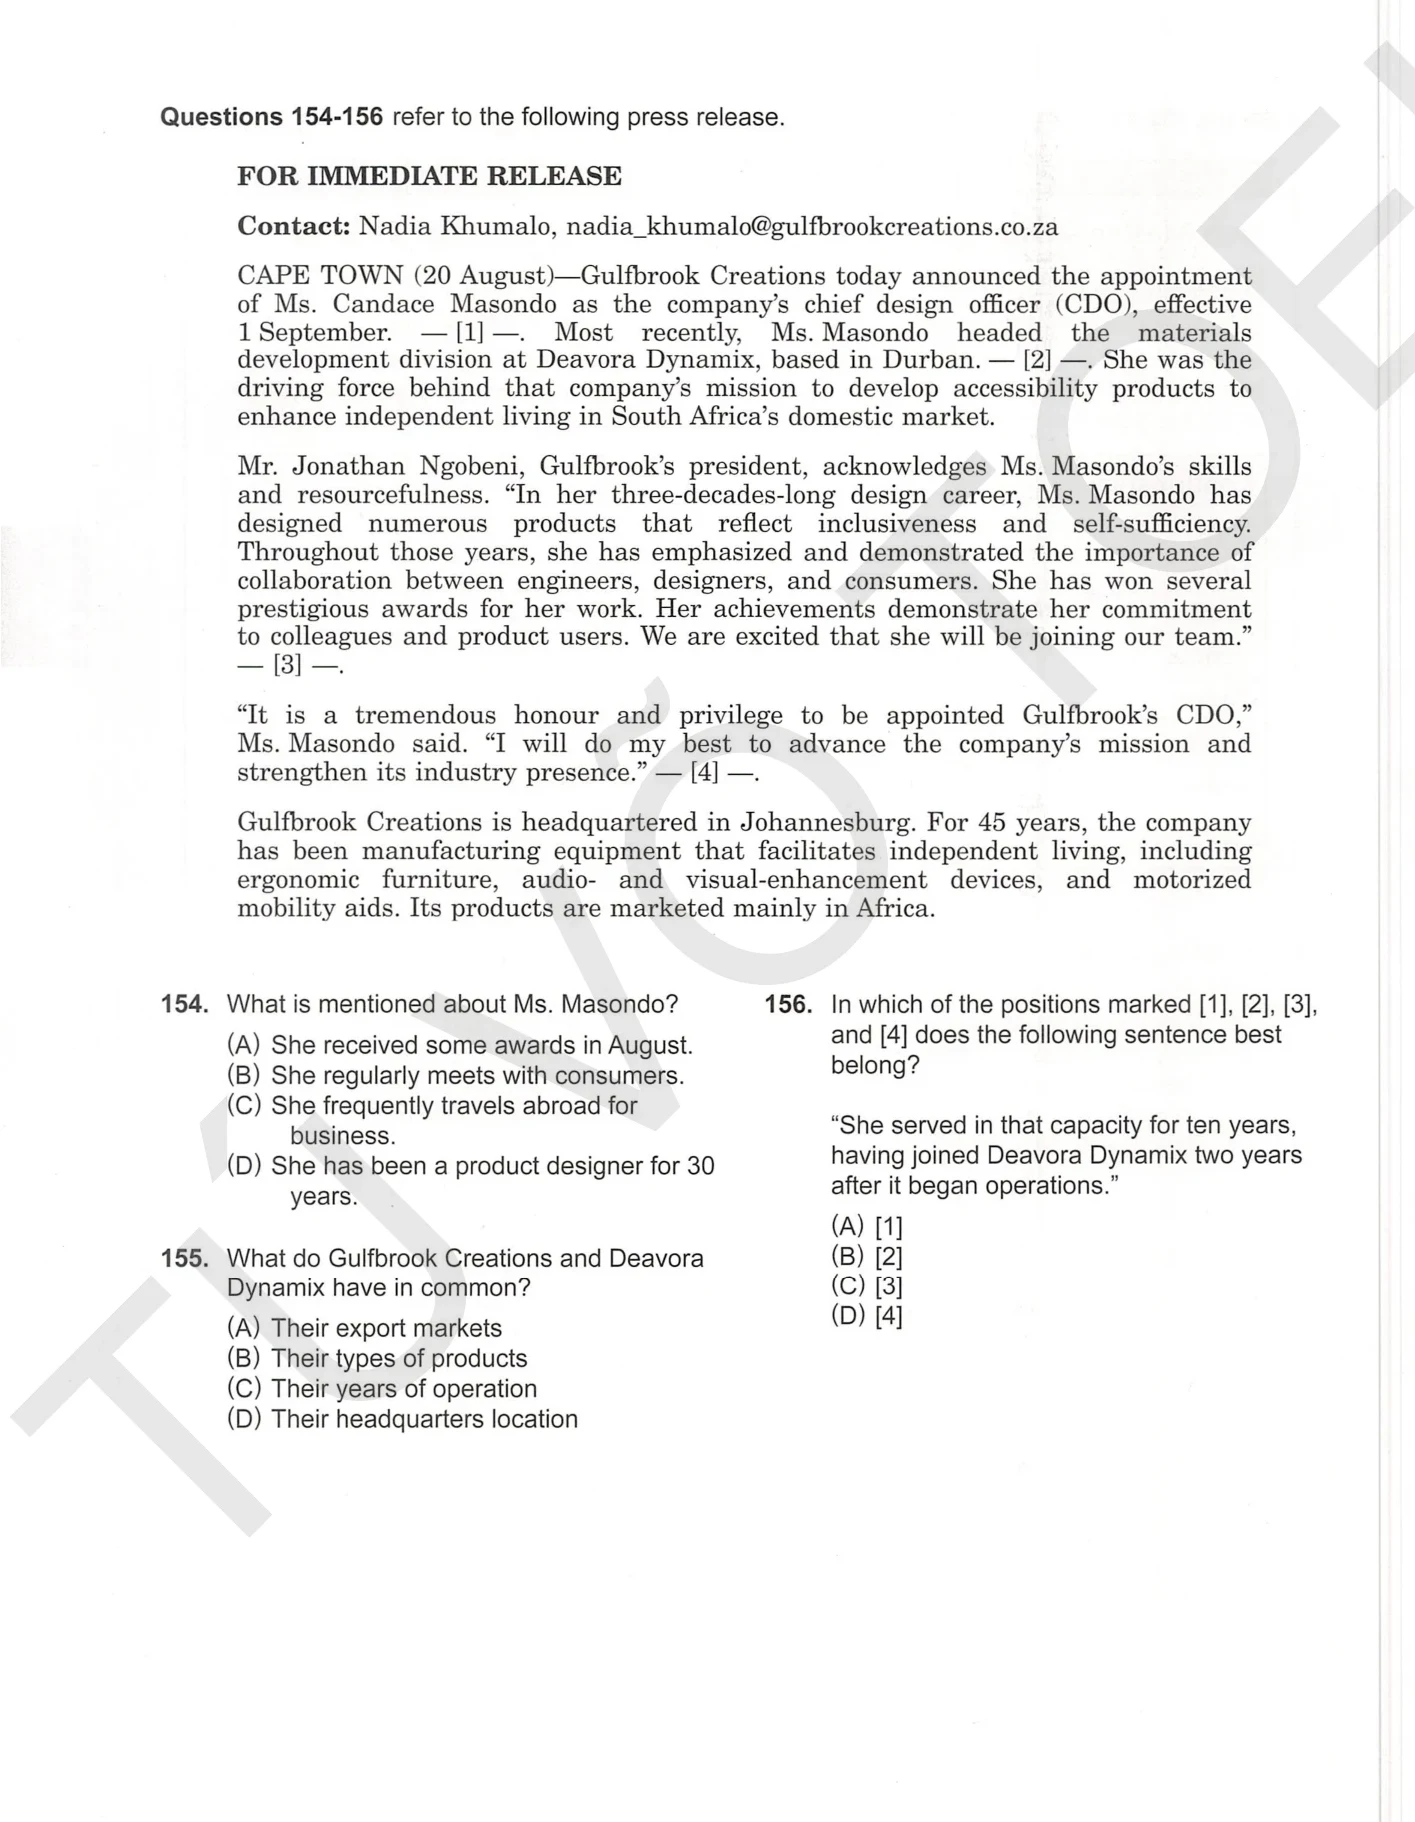 Questions 154-156 refer to the following press release.
FOR IMMEDIATE RELEASE
Contact: Nadia Khumalo, nadia_khumalo@gulfbrookcreations.co.za
CAPE TOWN (20 August)—Gulfbrook Creations today announced the appointment
of Ms. Candace Masondo as the company's chief design officer (CDO), effective
1 September. — [1] —. Most recently, Ms. Masondo headed the materials
development division at Deavora Dynamix, based in Durban. — [2] —. She was the
driving force behind that company's mission to develop accessibility products to
enhance independent living in South Africa's domestic market.
Mr. Jonathan Ngobeni, Gulfbrook's president, acknowledges Ms. Masondo's skills
and resourcefulness. “In her three-decades-long design career, Ms. Masondo has
designed numerous products that reflect inclusiveness and self-sufficiency.
Throughout those years, she has emphasized and demonstrated the importance of
collaboration between engineers, designers, and consumers. She has won several
prestigious awards for her work. Her achievements demonstrate her commitment
to colleagues and product users. We are excited that she will be joining our team.”
— [3] —.
“It is a tremendous honour and privilege to be appointed Gulfbrook's CDO,”
Ms. Masondo said. “I will do my best to advance the company's mission and
strengthen its industry presence.” — [4] —.
Gulfbrook Creations is headquartered in Johannesburg. For 45 years, the company
has been manufacturing equipment that facilitates independent living, including
ergonomic furniture, audio- and visual-enhancement devices, and motorized
mobility aids. Its products are marketed mainly in Africa.
154. What is mentioned about Ms. Masondo?
(A) She received some awards in August.
(B) She regularly meets with consumers.
(C) She frequently travels abroad for
business.
(D) She has been a product designer for 30
years.
155. What do Gulfbrook Creations and Deavora
Dynamix have in common?
(A) Their export markets
(B) Their types of products
(C) Their years of operation
(D) Their headquarters location
156. In which of the positions marked [1], [2], [3],
and [4] does the following sentence best
belong?
“She served in that capacity for ten years,
having joined Deavora Dynamix two years
after it began operations.”
(A) [1]
(B) [2]
(C) [3]
(D) [4]
TÚ VÕ TOE